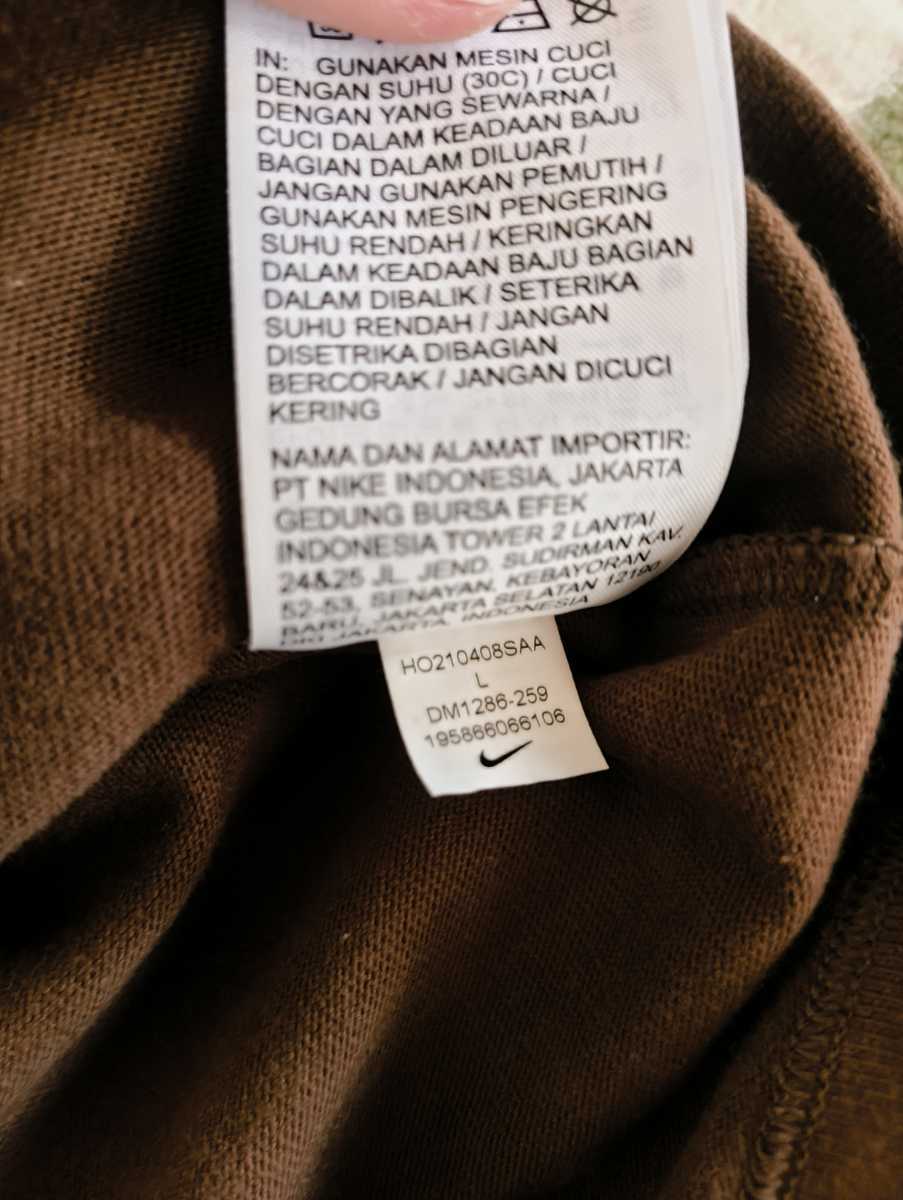 IN: GUNAKAN MESIN CUCI
DENGAN SUHU (30C) / CUCI
DENGAN YANG SEWARNA /
CUCI DALAM KEADAAN BAJU
BAGIAN DALAM DILUAR /
JANGAN GUNAKAN PEMUTIH /
GUNAKAN MESIN PENGERING
SUHU RENDAH / KERINGKAN
DALAM KEADAAN BAJU BAGIAN
DALAM DIBALIK / SETERIKA
SUHU RENDAH / JANGAN
DISETRIKA DIBAGIAN
BERCORAK / JANGAN DICUCI
KERING
NAMA DAN ALAMAT IMPORTIR:
PT NIKE INDONESIA, JAKARTA
GEDUNG BURSA EFEK
INDONESIA TOWER 2 LANTAI
24&25 JL. JEND. SUDIRMAN KAV.
52-53, SENAYAN, KEBAYORAN
BARU, JAKARTA SELATAN 12190
JAKARTA, INDONESIA
HO210408SAA
L
DM1286-259
195866066106